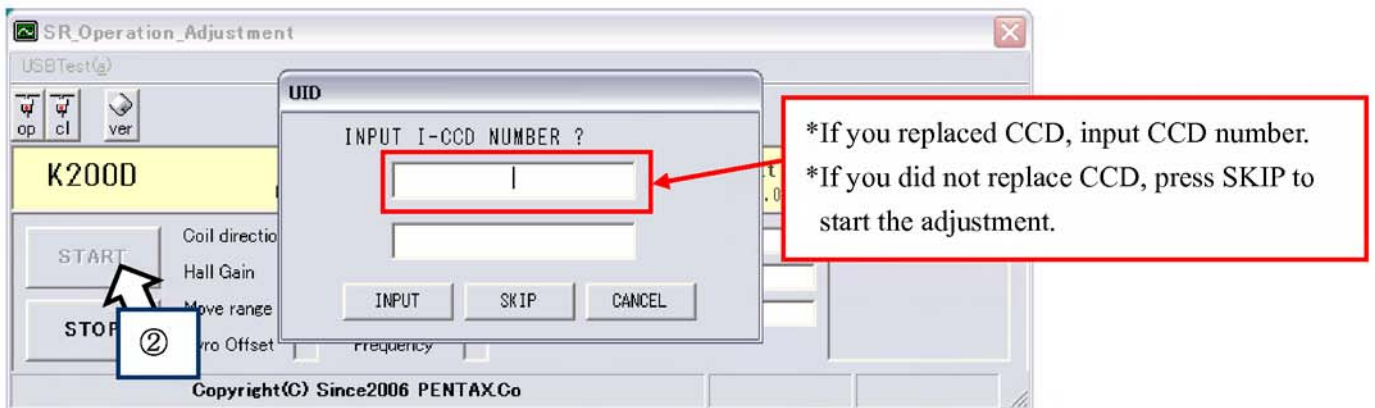 SR_Operation_Adjustment
USBTest(a)
op cl ver
UID
INPUT I-CCD NUMBER ?
*If you replaced CCD, input CCD number.
*If you did not replace CCD, press SKIP to
start the adjustment.
K200D
START
Coil directio
Hall Gain
Move range
INPUT SKIP CANCEL
STOP
②
yro Offset
Frequency
Copyright(C) Since2006 PENTAX.Co